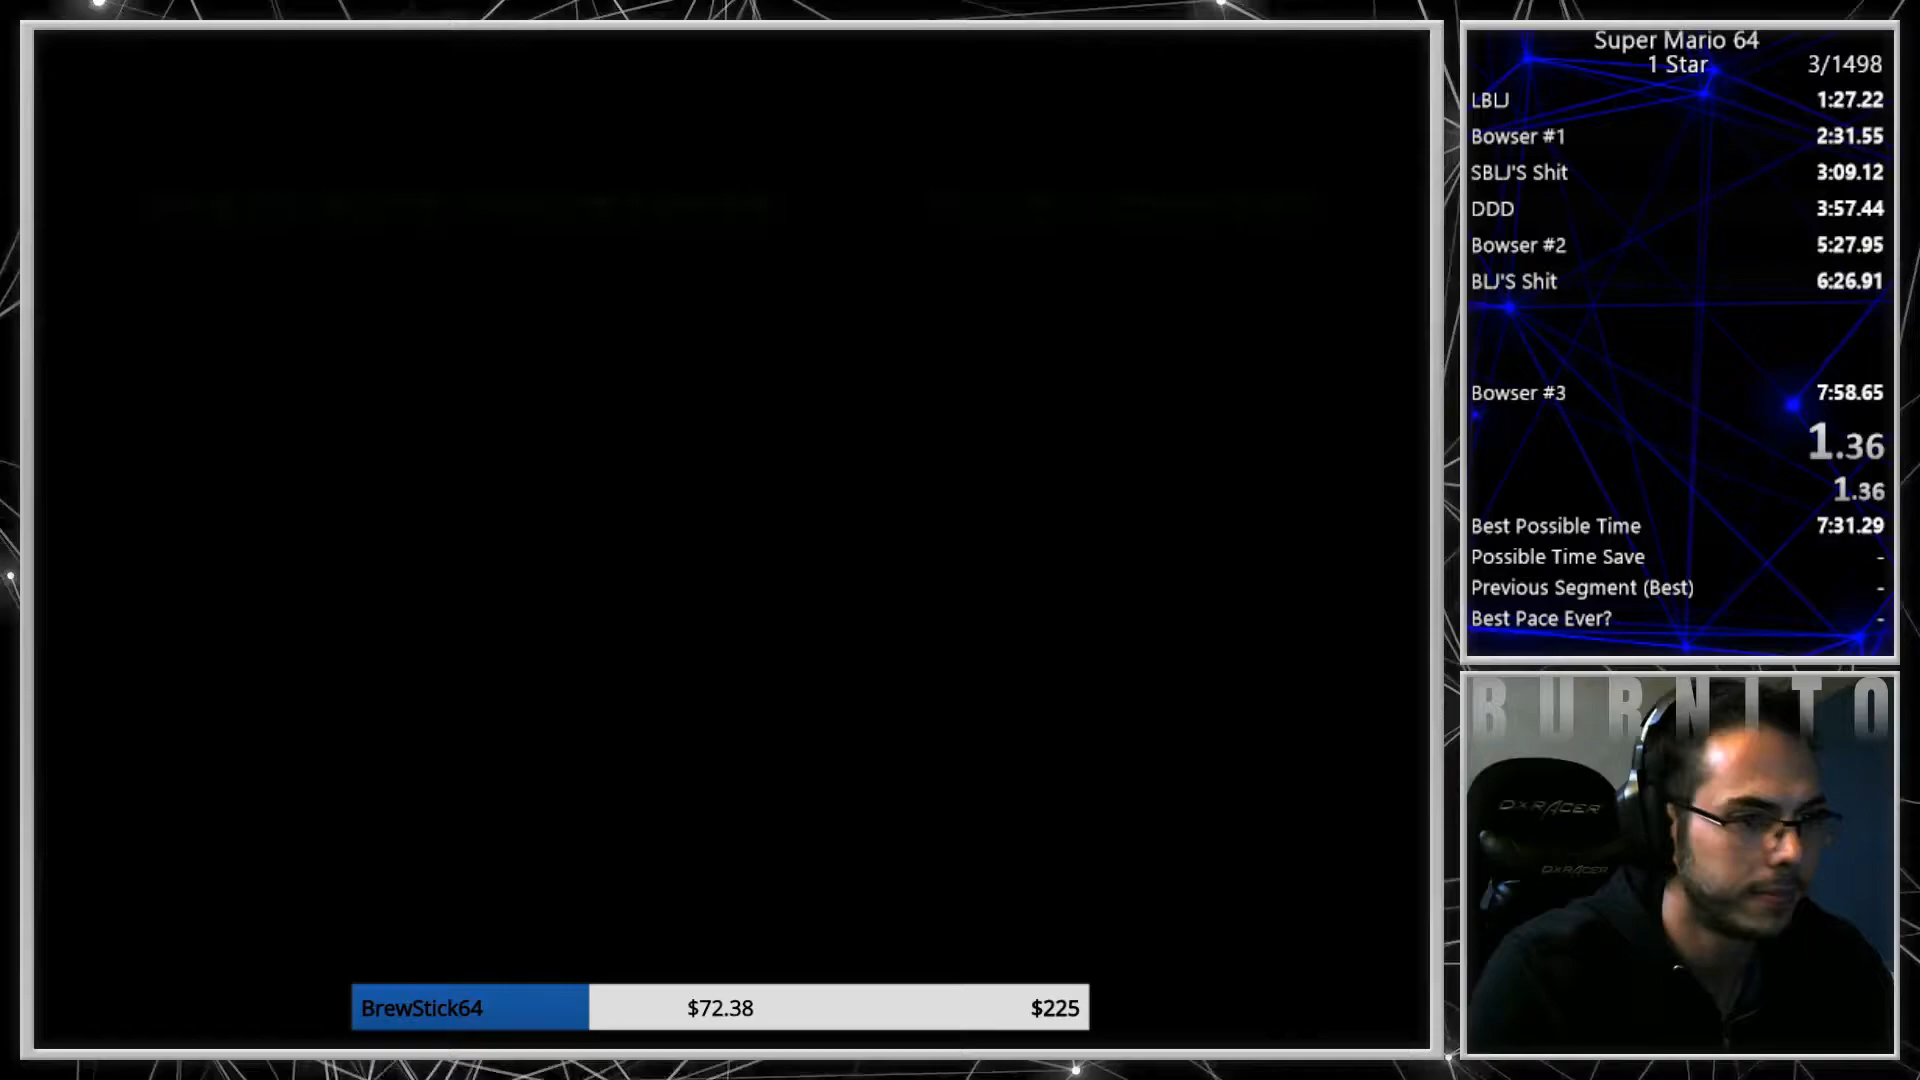 Super Mario 64
1 Star 3/1498
LBLJ 1:27.22
Bowser #1 2:31.55
SBLJ'S Shit 3:09.12
DDD 3:57.44
Bowser #2 5:27.95
BLJ'S Shit 6:26.91
Bowser #3 7:58.65
1.36
1.36
Best Possible Time 7:31.29
Possible Time Save -
Previous Segment (Best) -
Best Pace Ever? -
BURNITO
DXRACER
DXRACER
BrewStick64 $72.38 $225